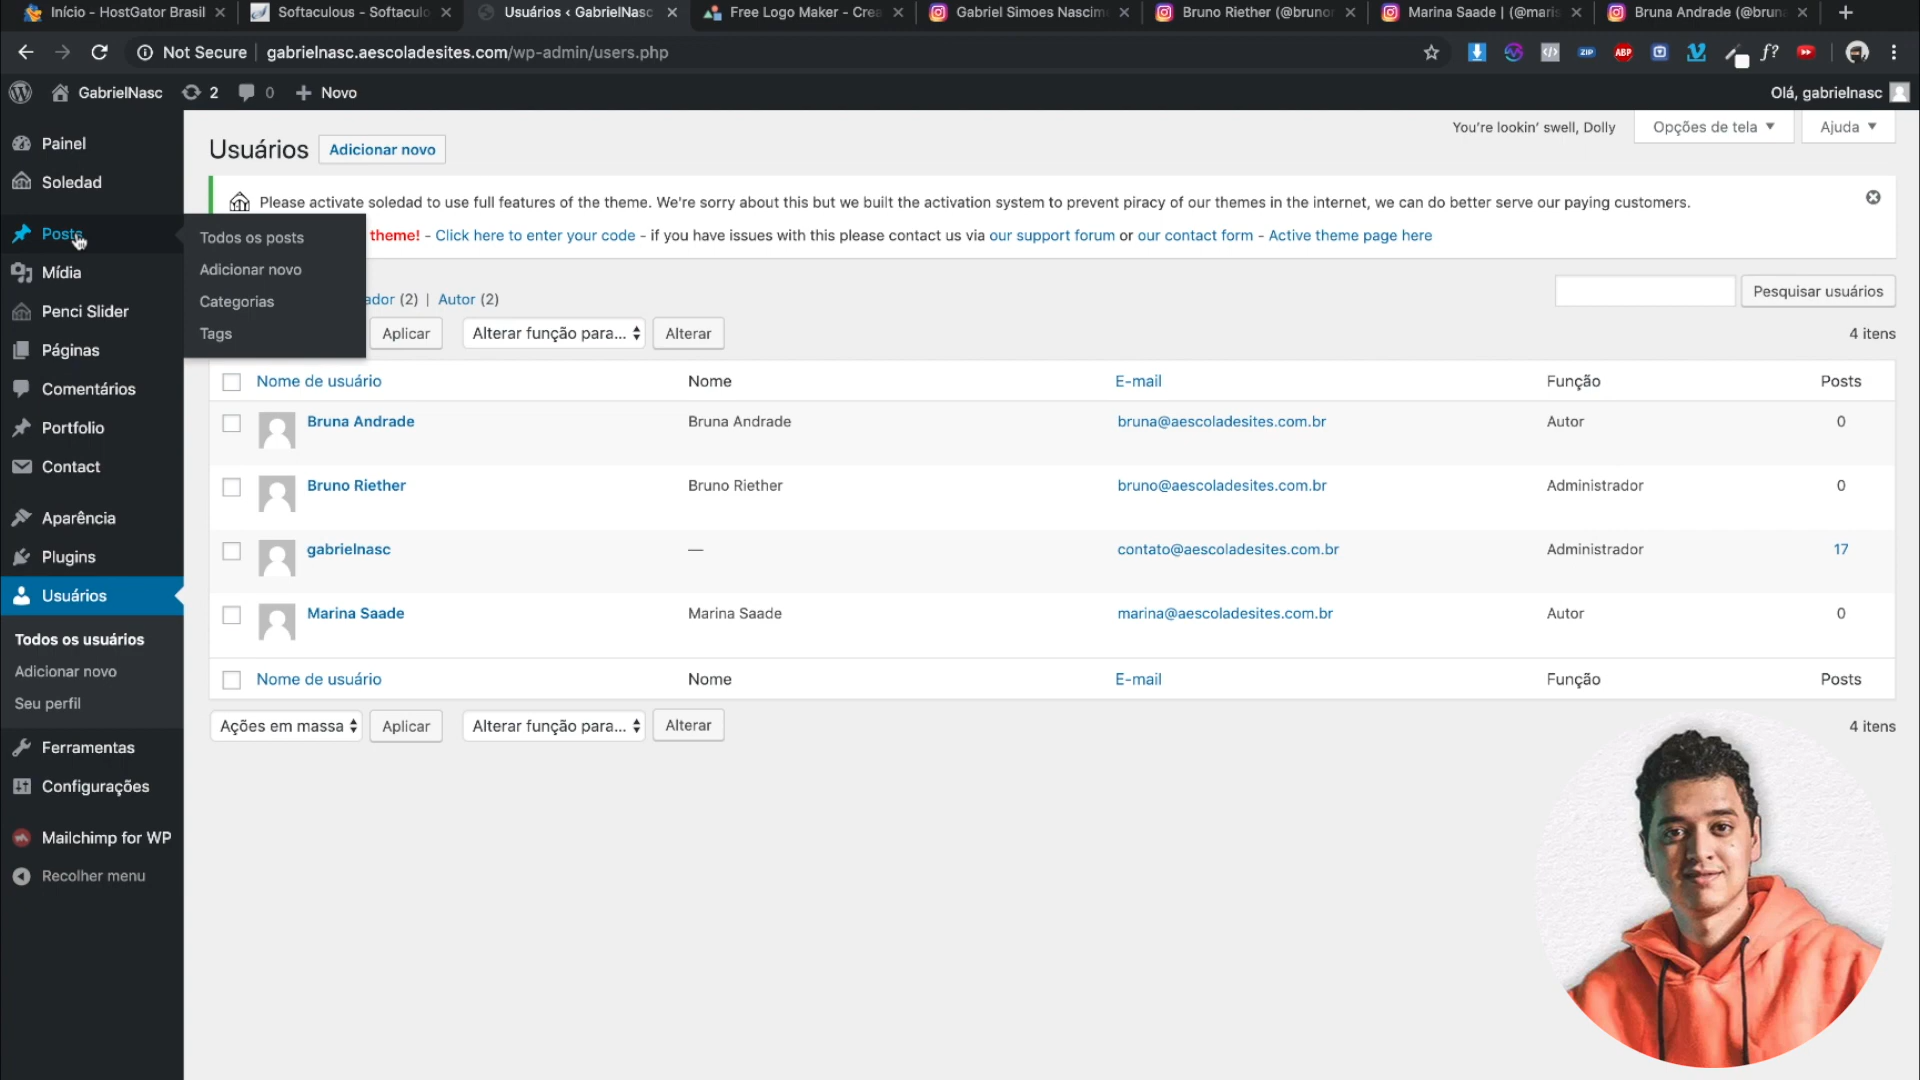 Início - HostGator Brasil
Softaculous - Softaculo
Usuários ‹ GabrielNasc
Free Logo Maker - Crea
Gabriel Simoes Nascim
Bruno Riether (@brunor
Marina Saade | (@maris
Bruna Andrade (@bruna
Not Secure
gabrielnasc.aescoladesites.com/wp-admin/users.php
ZIP
ABP
f?
GabrielNasc
2
0
Novo
Olá, gabrielnasc
Painel
Soledad
Posts
Mídia
Penci Slider
Páginas
Comentários
Portfolio
Contact
Aparência
Plugins
Usuários
Todos os usuários
Adicionar novo
Seu perfil
Ferramentas
Configurações
Mailchimp for WP
Recolher menu
Todos os posts
Adicionar novo
Categorias
Tags
Usuários
Adicionar novo
You're lookin' swell, Dolly
Opções de tela
Ajuda
Please activate soledad to use full features of the theme. We're sorry about this but we built the activation system to prevent piracy of our themes in the internet, we can do better serve our paying customers.
theme! - Click here to enter your code - if you have issues with this please contact us via our support forum or our contact form - Active theme page here
ador (2) | Autor (2)
Pesquisar usuários
Aplicar
Alterar função para...
Alterar
4 itens
Nome de usuário Nome E-mail Função Posts
Bruna Andrade Bruna Andrade bruna@aescoladesites.com.br Autor 0
Bruno Riether Bruno Riether bruno@aescoladesites.com.br Administrador 0
gabrielnasc — contato@aescoladesites.com.br Administrador 17
Marina Saade Marina Saade marina@aescoladesites.com.br Autor 0
Nome de usuário Nome E-mail Função Posts
Ações em massa
Aplicar
Alterar função para...
Alterar
4 itens